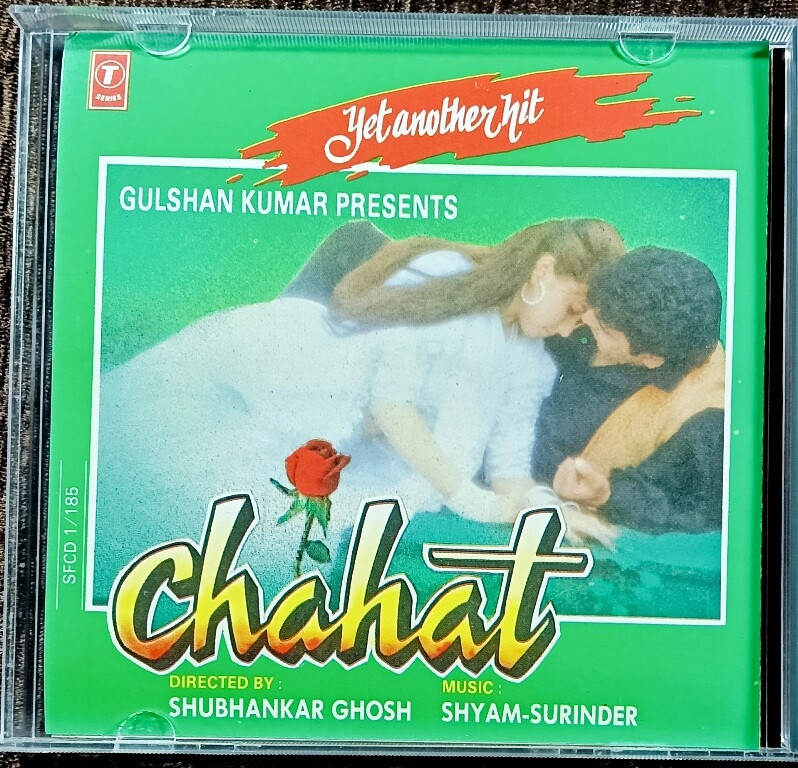 T
SERIES
Yet another hit
GULSHAN KUMAR PRESENTS
SFCD 1/185
Chahat
DIRECTED BY :
SHUBHANKAR GHOSH
MUSIC :
SHYAM-SURINDER